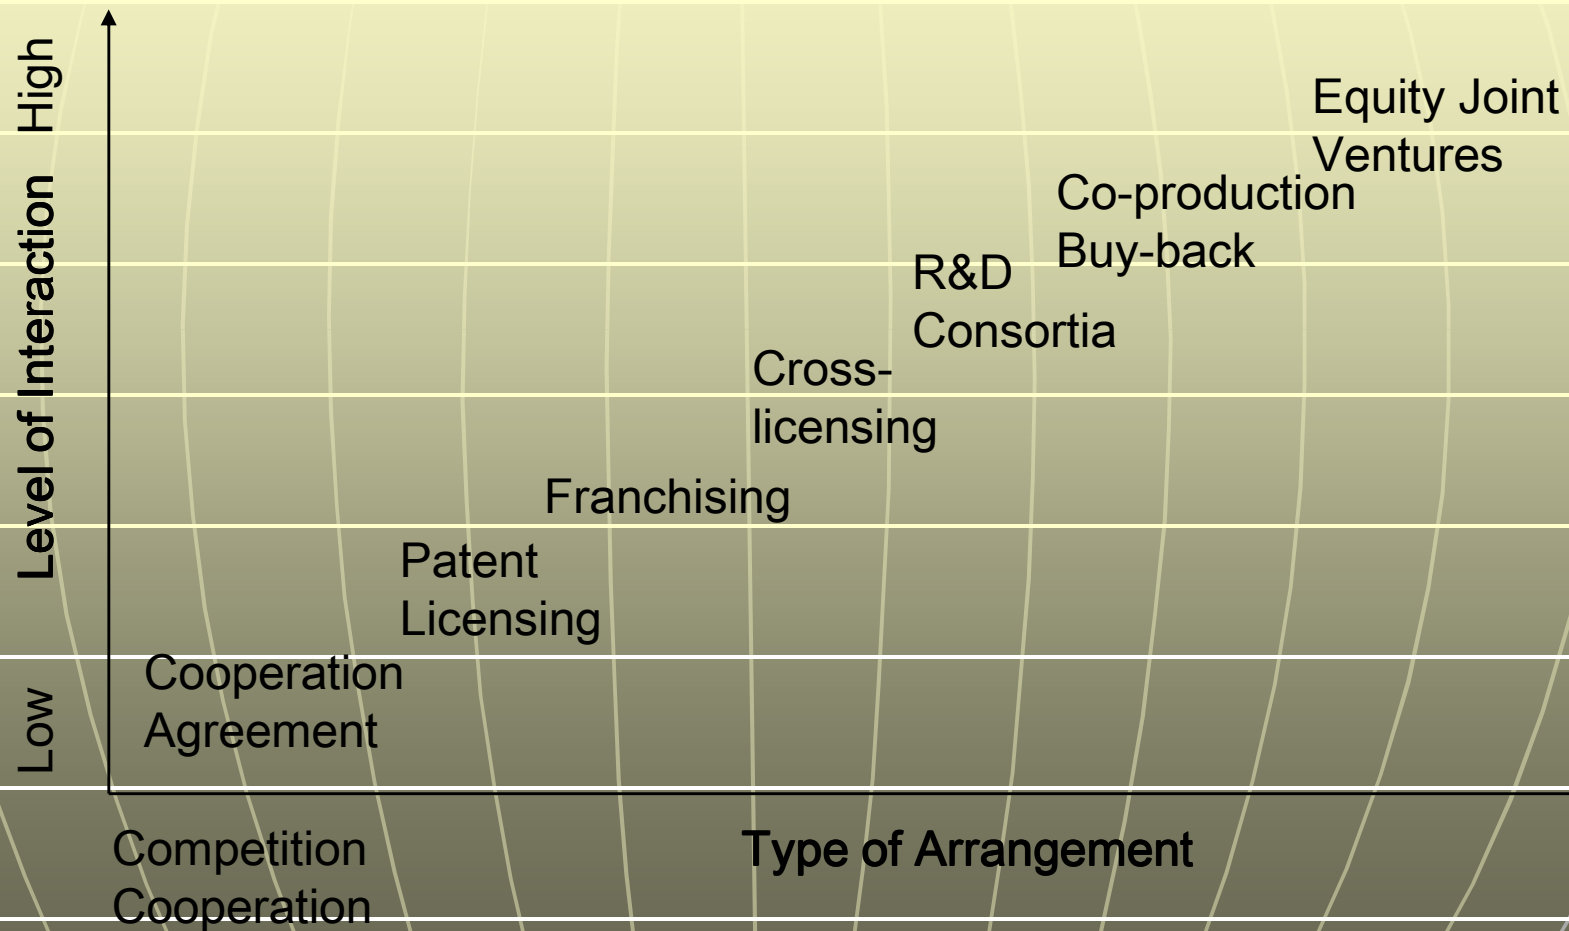 High
Level of Interaction
Low
Equity Joint
Ventures
Co-production
Buy-back
R&D
Consortia
Cross-
licensing
Franchising
Patent
Licensing
Cooperation
Agreement
Competition
Cooperation
Type of Arrangement